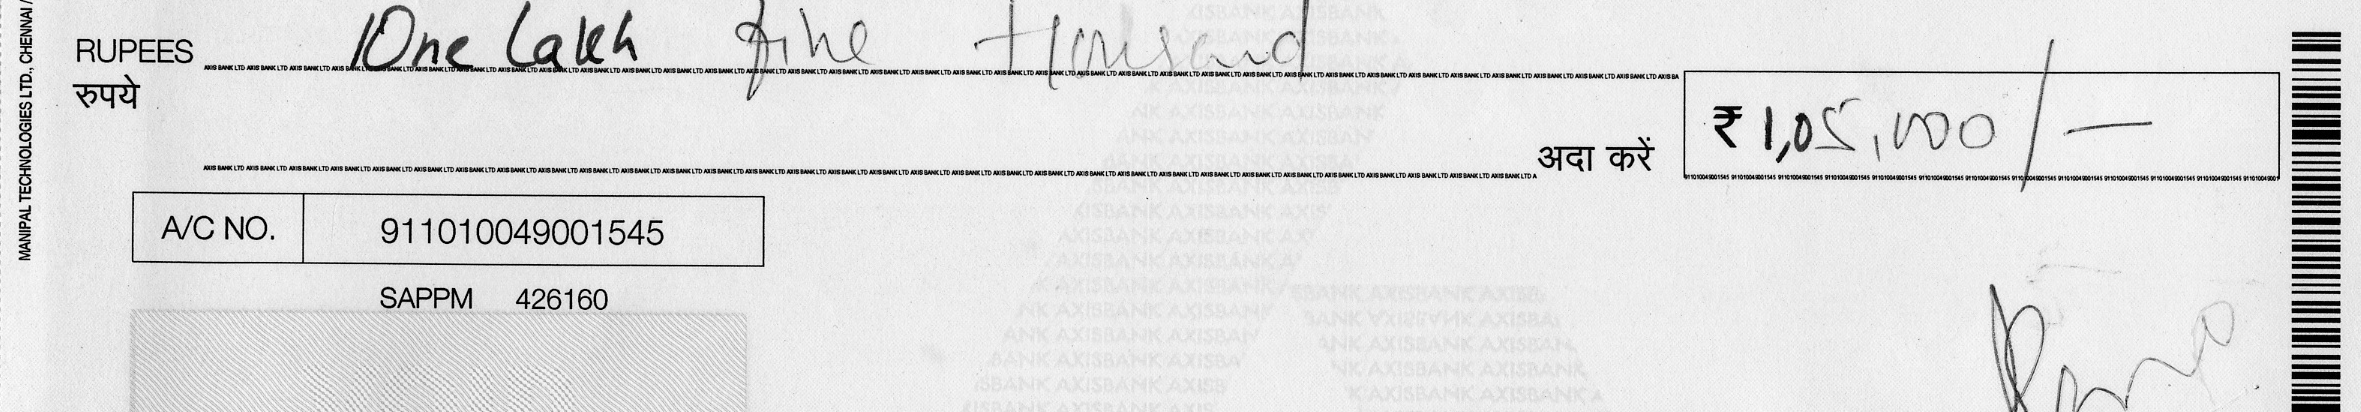 MANIPAL TECHNOLOGIES LTD., CHENNAI /
RUPEES One Lakh five Thousand
रुपये
अदा करें ₹ 1,05,000/-
A/C NO. 911010049001545
SAPPM 426160